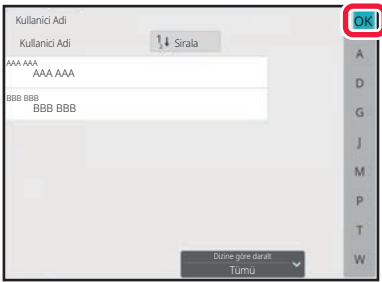 Kullanici Adi
OK
Kullanici Adi
Sirala
AAA AAA
AAA AAA
BBB BBB
BBB BBB
A
D
G
J
M
P
T
W
Dizine göre daralt
Tümü